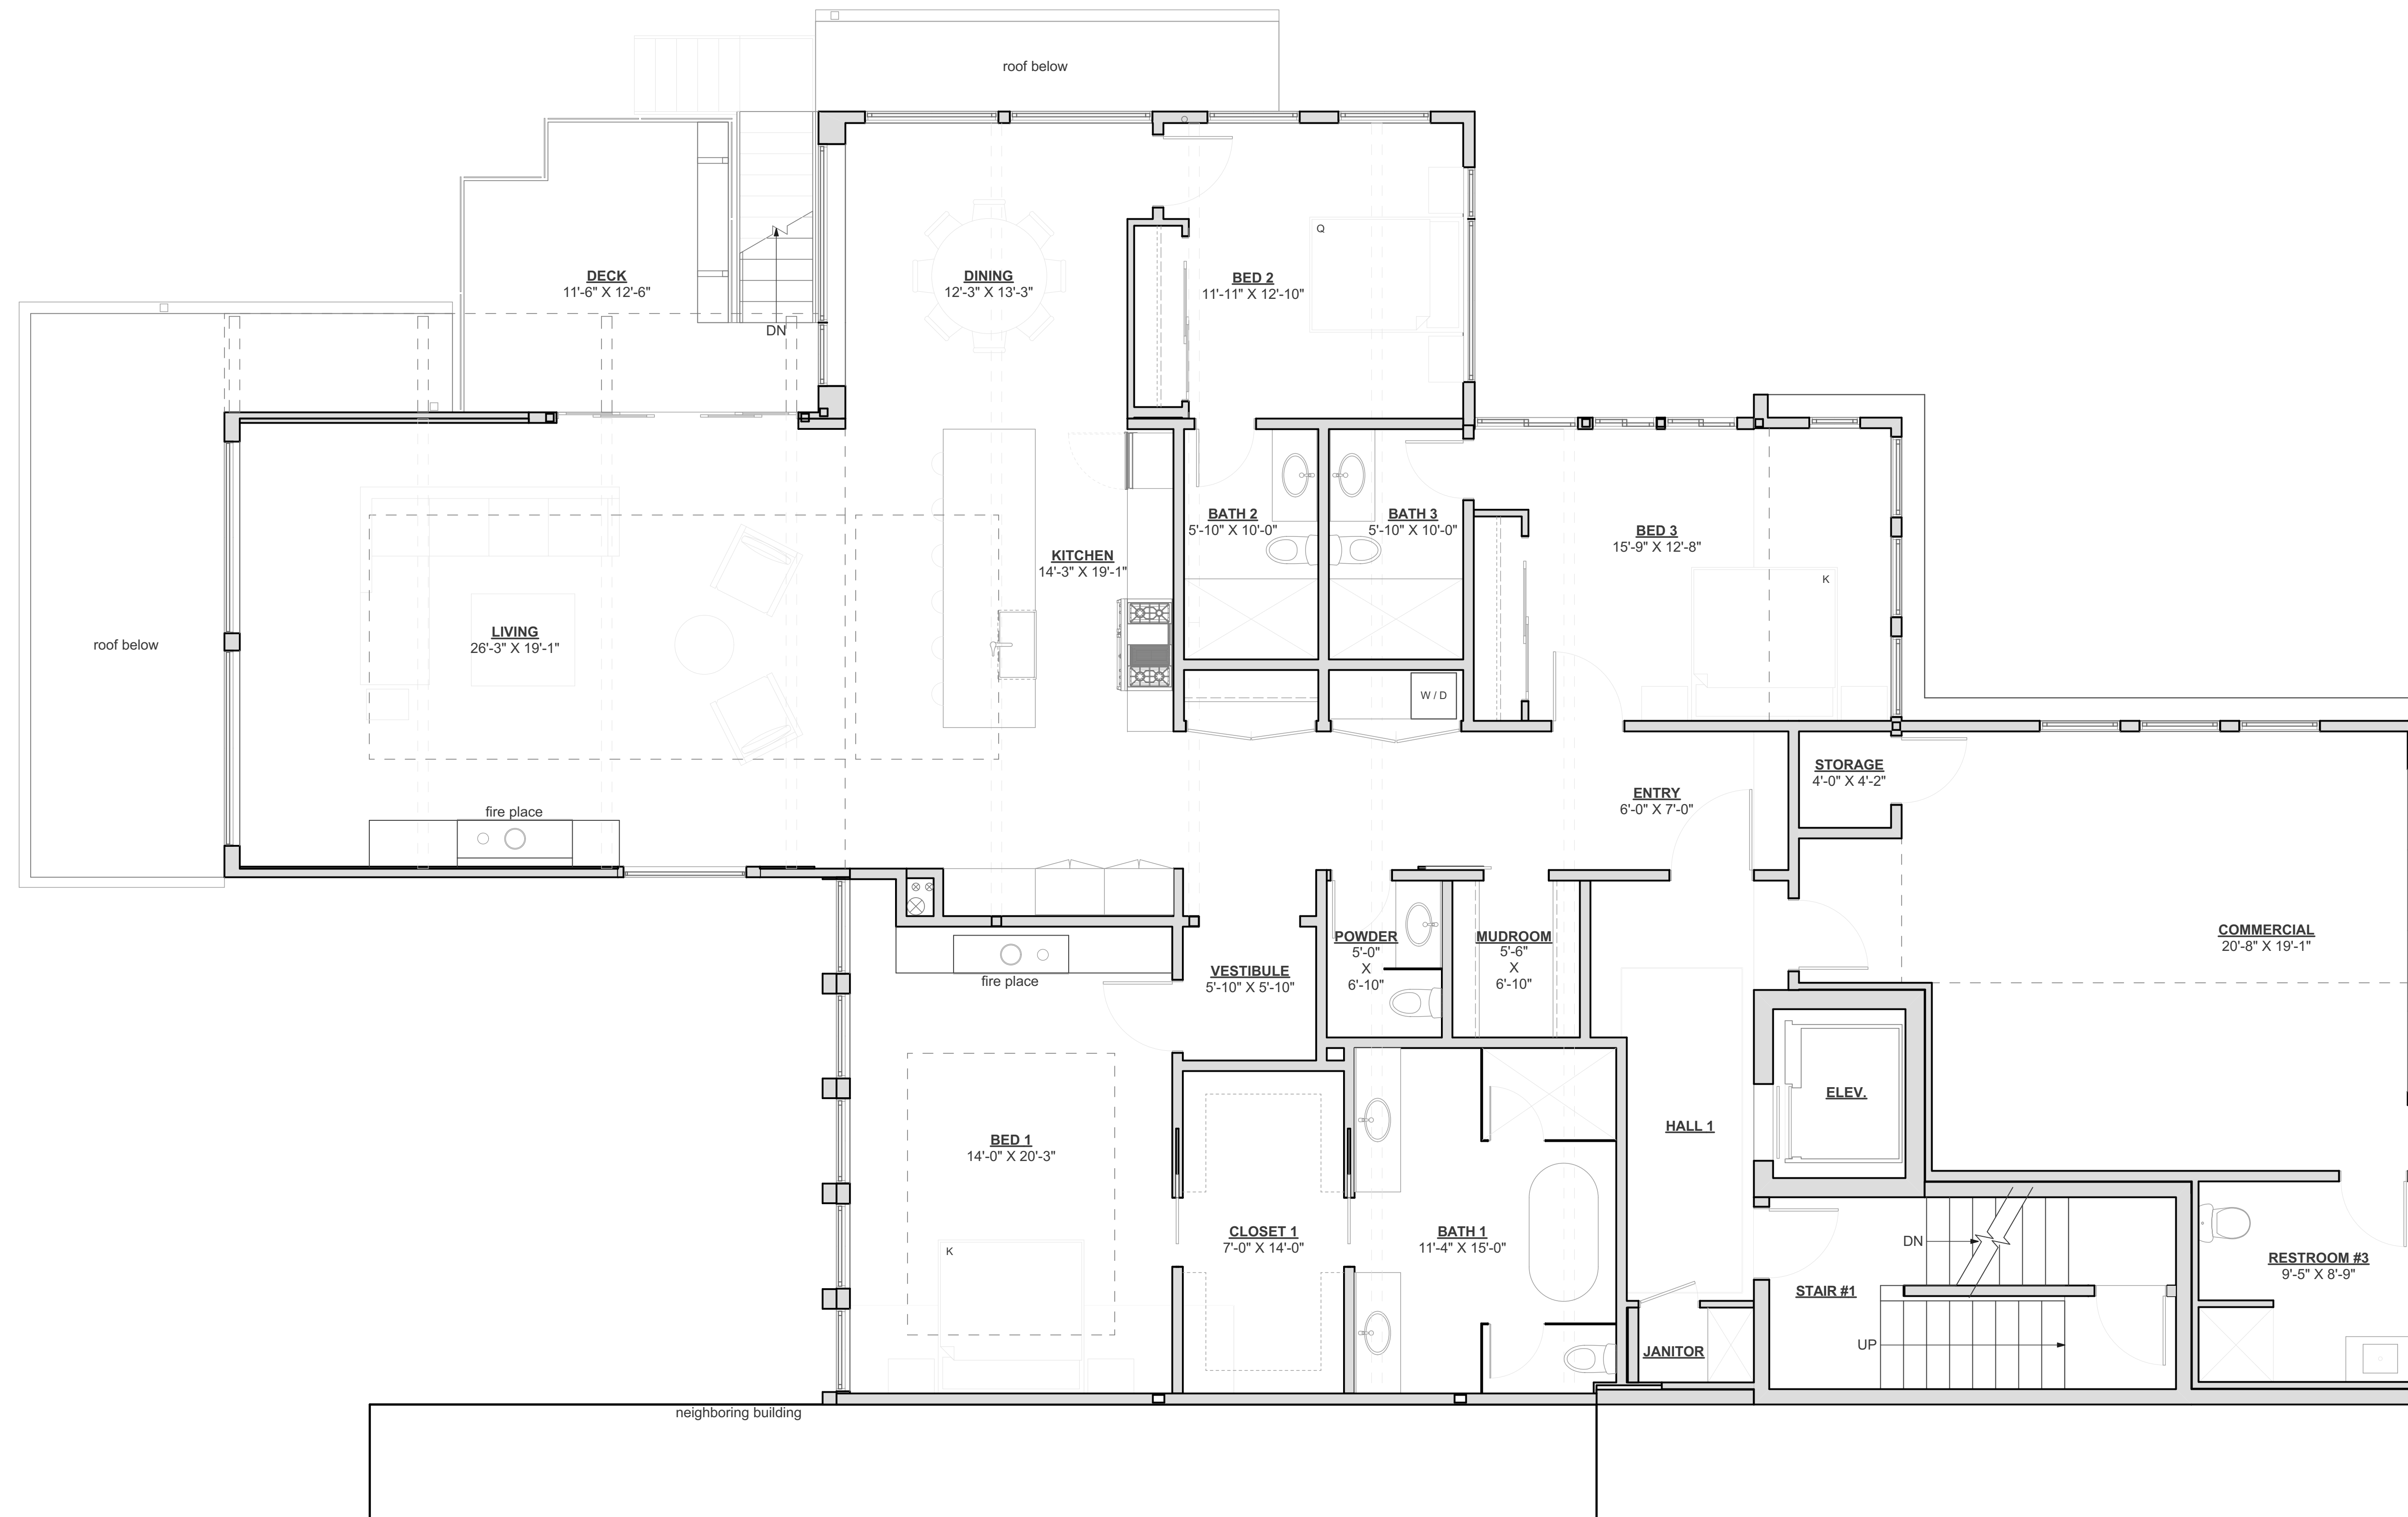 roof below
DECK
11'-6" X 12'-6"
DN
DINING
12'-3" X 13'-3"
Q
BED 2
11'-11" X 12'-10"
BATH 2
5'-10" X 10'-0"
BATH 3
5'-10" X 10'-0"
BED 3
15'-9" X 12'-8"
K
KITCHEN
14'-3" X 19'-1"
roof below
LIVING
26'-3" X 19'-1"
W / D
STORAGE
4'-0" X 4'-2"
ENTRY
6'-0" X 7'-0"
fire place
COMMERCIAL
20'-8" X 19'-1"
POWDER
5'-0"
X
6'-10"
MUDROOM
5'-6"
X
6'-10"
VESTIBULE
5'-10" X 5'-10"
fire place
ELEV.
HALL 1
BED 1
14'-0" X 20'-3"
K
CLOSET 1
7'-0" X 14'-0"
BATH 1
11'-4" X 15'-0"
DN
RESTROOM #3
9'-5" X 8'-9"
STAIR #1
UP
JANITOR
neighboring building